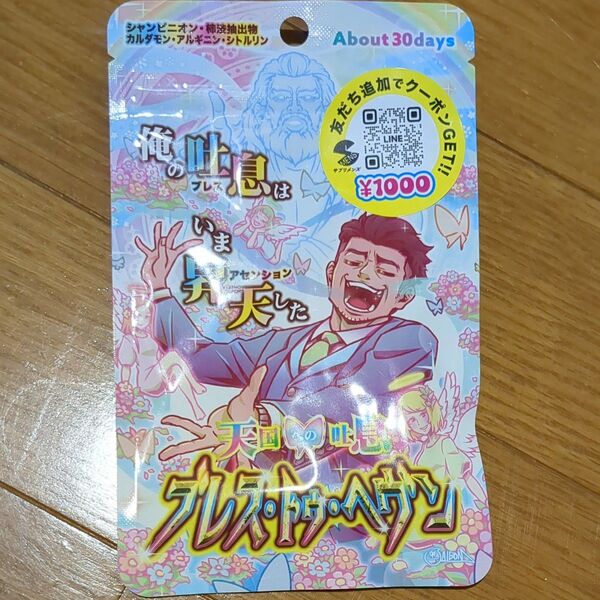 シャンピニオン・柿渋抽出物
カルダモン・アルギニン・シトルリン
About 30days
友だち追加でクーポンGET!!
LINE
サプリメンズ
¥1000
俺の吐息は
ブレス
いま
昇天した
アセンション
天国への吐息。
ブレス・トゥ・ヘヴン